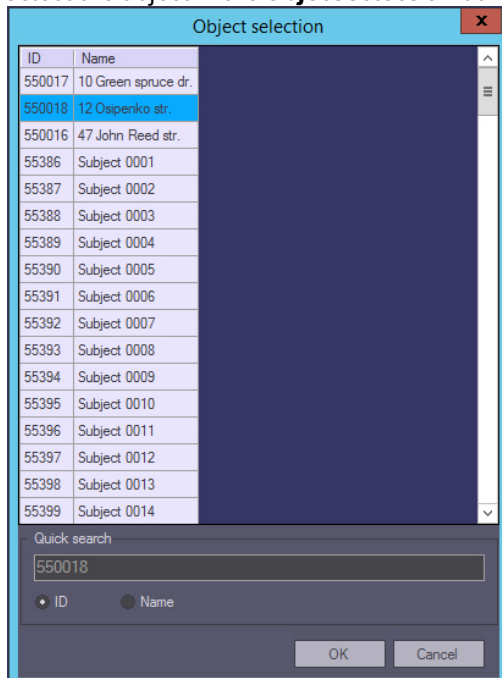 Object selection
x
ID Name
550017 10 Green spruce dr.
550018 12 Osipenko str.
550016 47 John Reed str.
55386 Subject 0001
55387 Subject 0002
55388 Subject 0003
55389 Subject 0004
55390 Subject 0005
55391 Subject 0006
55392 Subject 0007
55393 Subject 0008
55394 Subject 0009
55395 Subject 0010
55396 Subject 0011
55397 Subject 0012
55398 Subject 0013
55399 Subject 0014
Quick search
550018
ID Name
OK Cancel